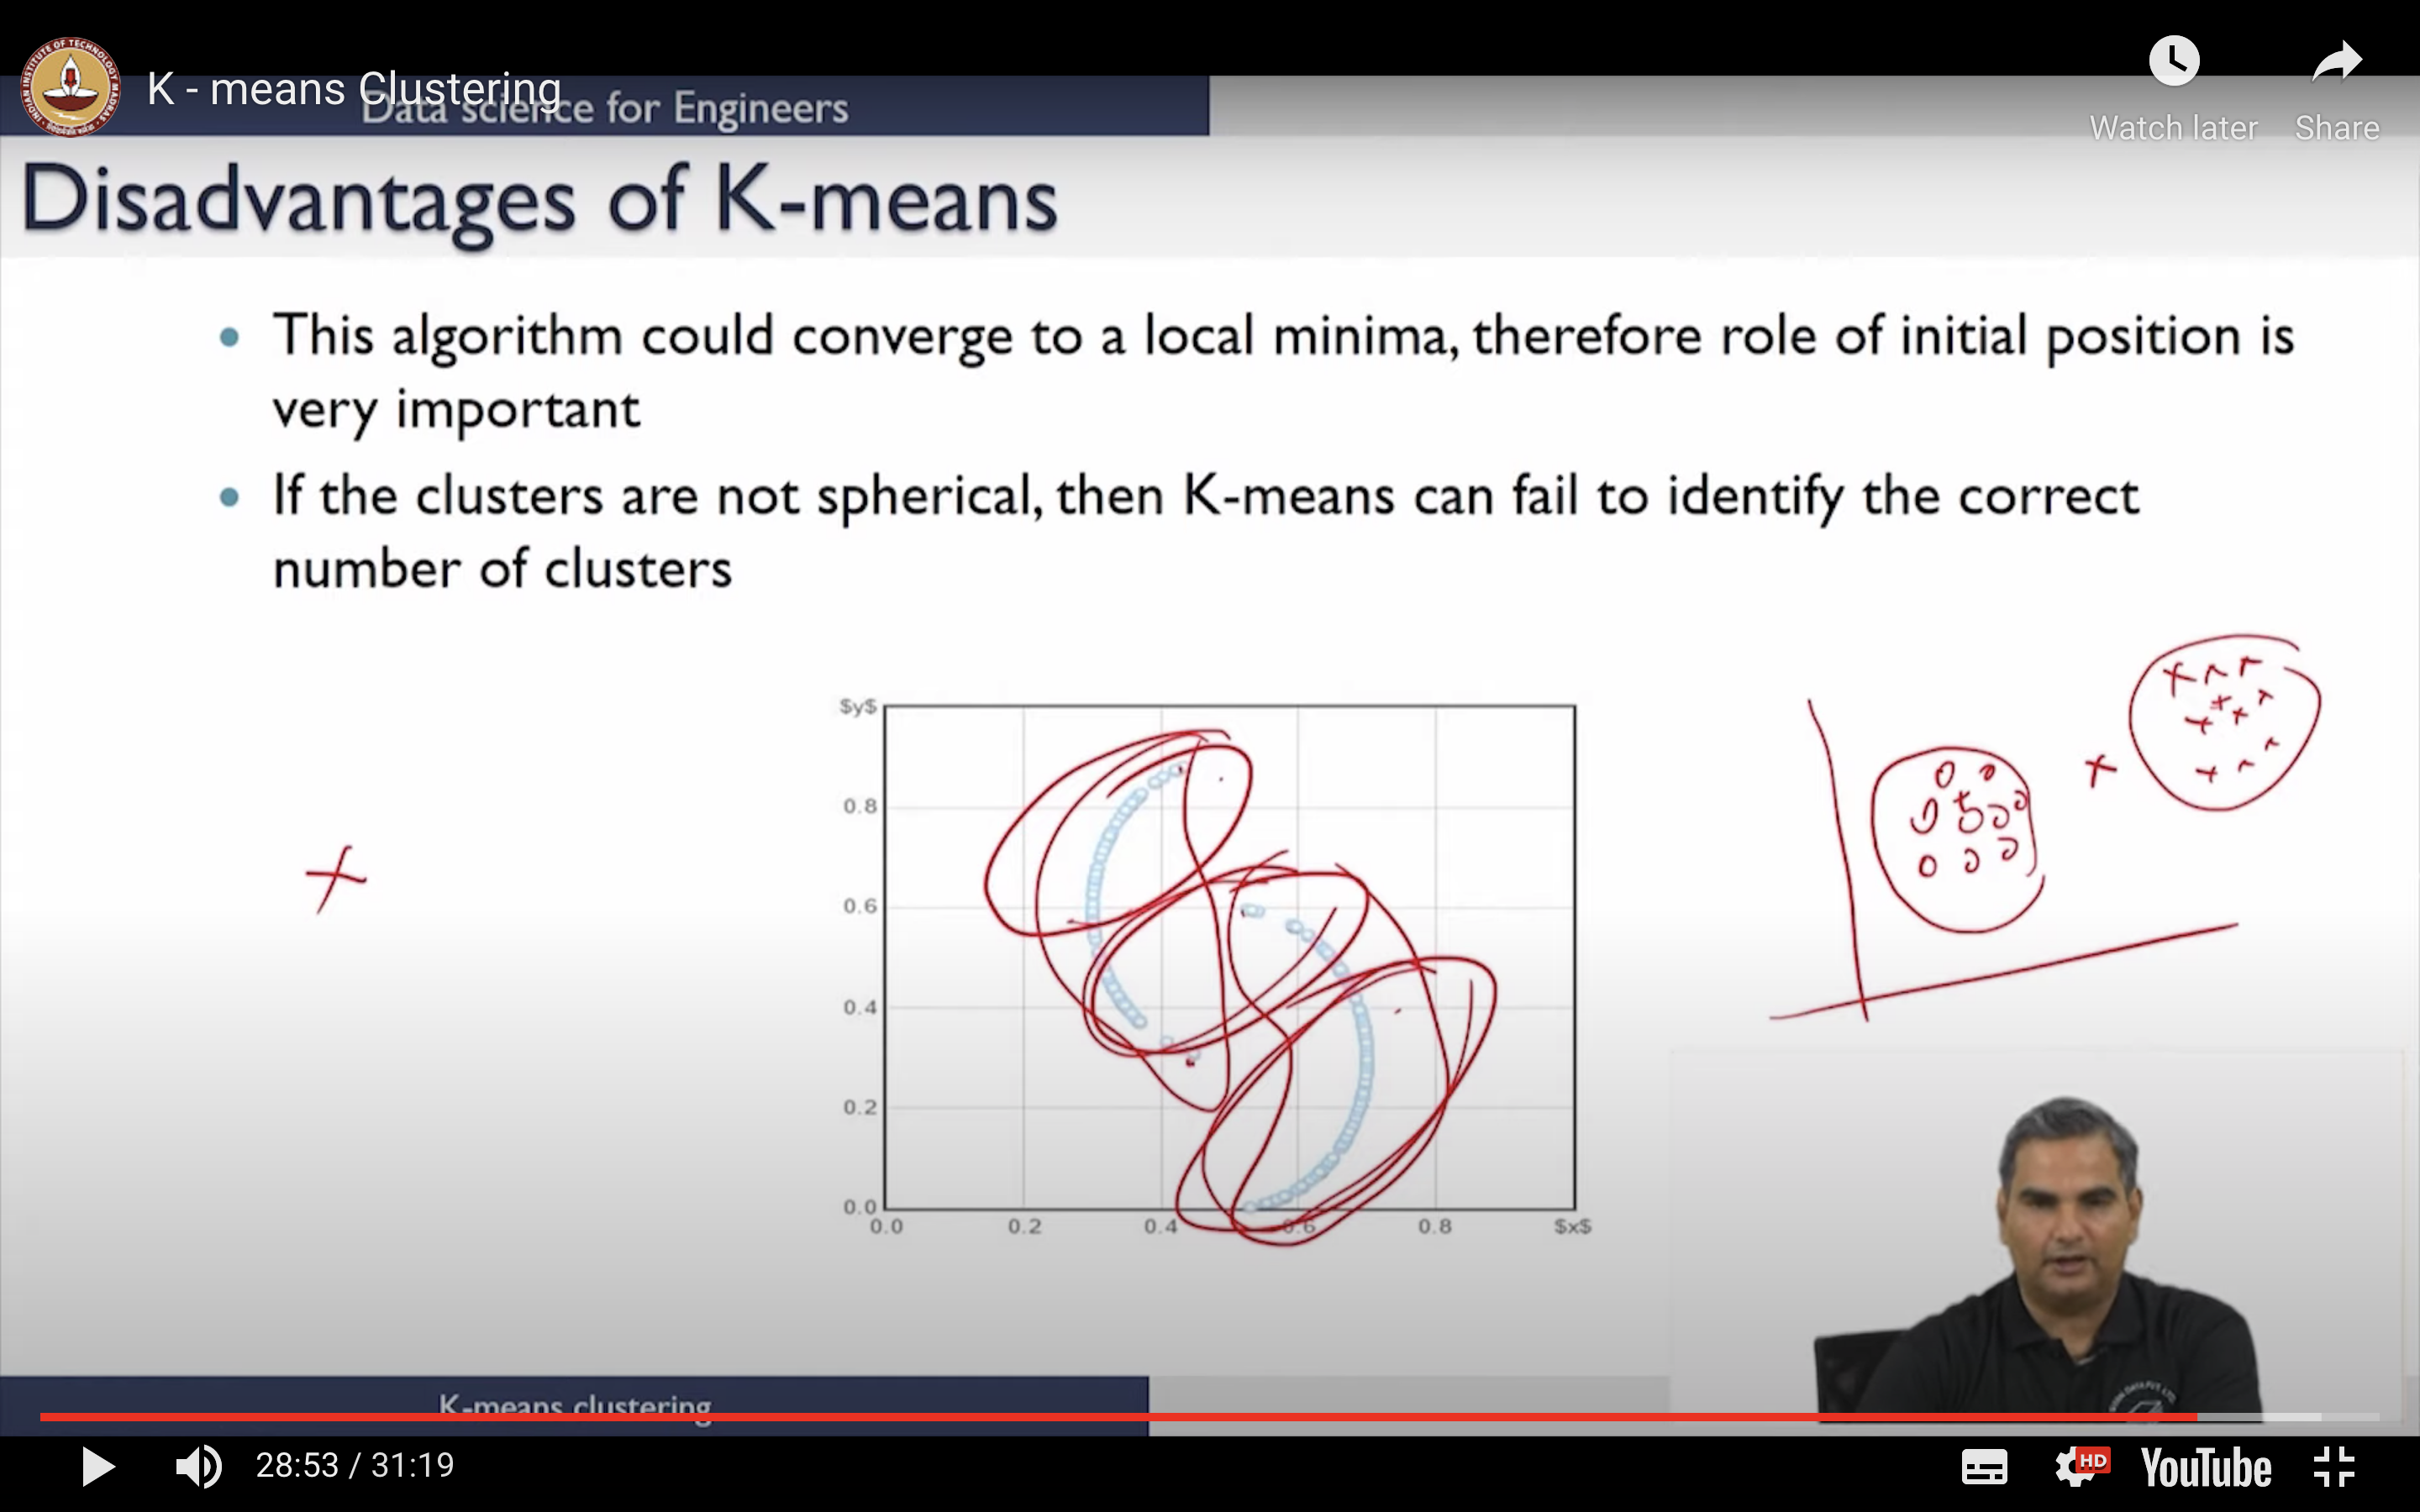 K - means Clustering
Data science for Engineers
Watch later
Share
Disadvantages of K-means
• This algorithm could converge to a local minima, therefore role of initial position is
very important
• If the clusters are not spherical, then K-means can fail to identify the correct
number of clusters
$y$
0.8
0.6
0.4
0.2
0.0
0.0 0.2 0.4 0.6 0.8 $x$
K-means clustering
28:53 / 31:19
HD
YouTube